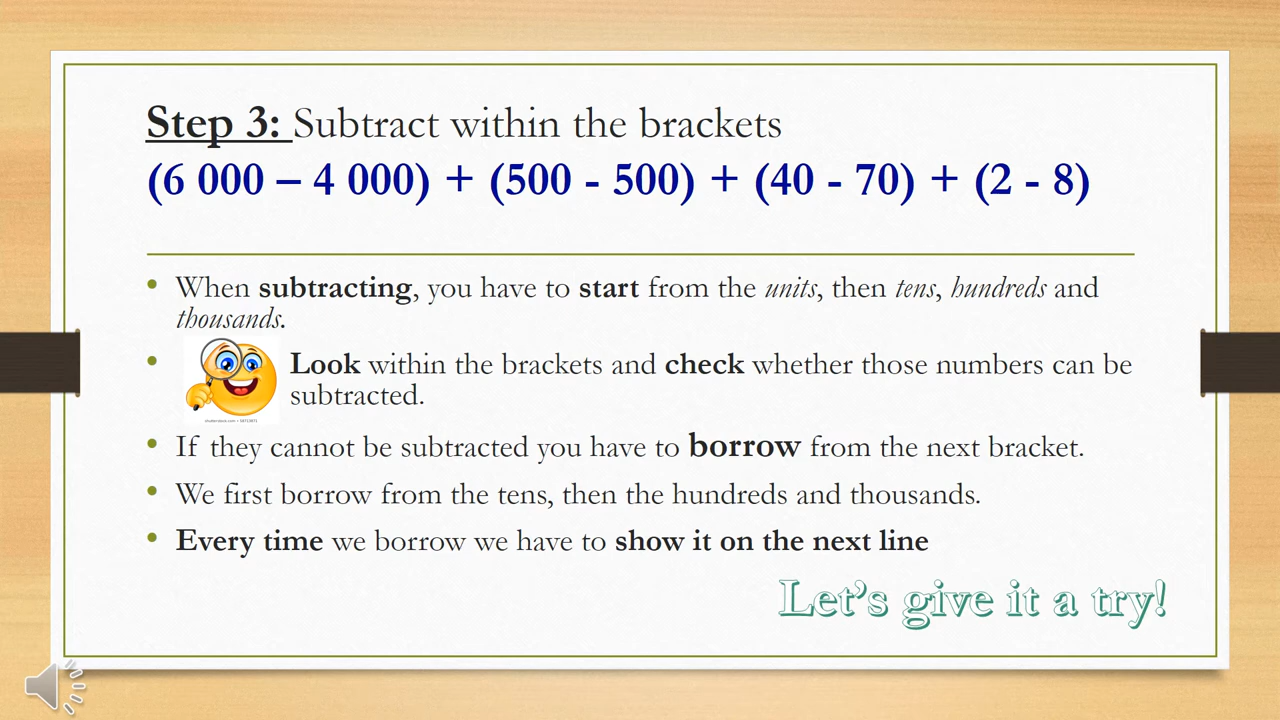 Step 3: Subtract within the brackets
(6 000 – 4 000) + (500 - 500) + (40 - 70) + (2 - 8)
• When subtracting, you have to start from the units, then tens, hundreds and
thousands.
• Look within the brackets and check whether those numbers can be
subtracted.
• If they cannot be subtracted you have to borrow from the next bracket.
• We first borrow from the tens, then the hundreds and thousands.
• Every time we borrow we have to show it on the next line
Let's give it a try!